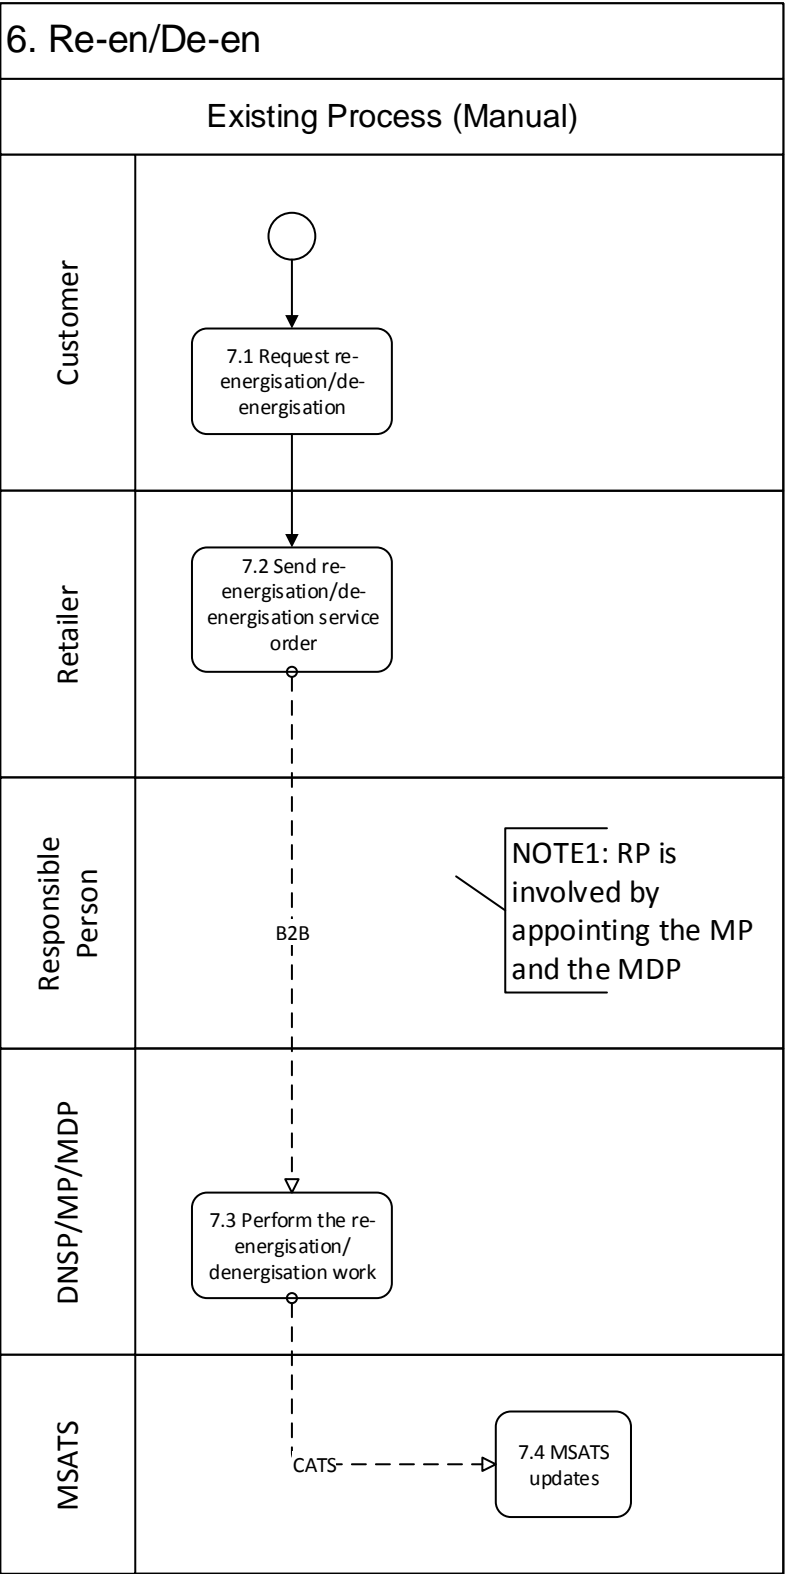 6. Re-en/De-en
Existing Process (Manual)
Customer
7.1 Request re-
energisation/de-
energisation
Retailer
7.2 Send re-
energisation/de-
energisation service
order
Responsible
Person
B2B
NOTE1: RP is
involved by
appointing the MP
and the MDP
DNSP/MP/MDP
7.3 Perform the re-
energisation/
denergisation work
MSATS
CATS
7.4 MSATS
updates